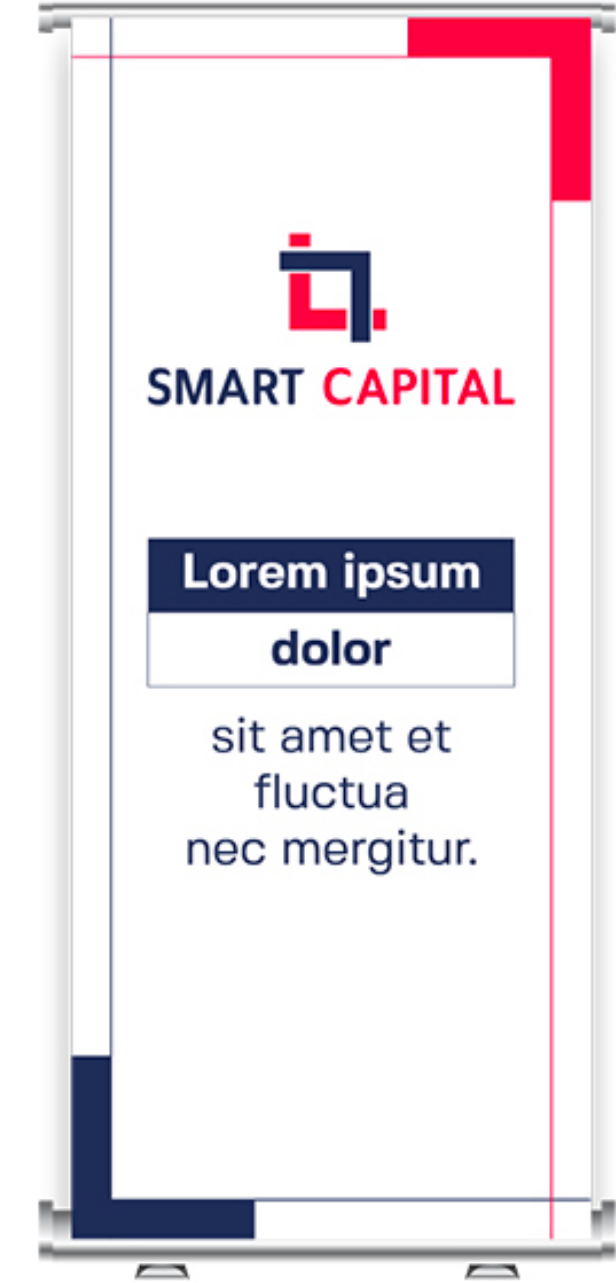 SMART CAPITAL
Lorem ipsum
dolor
sit amet et
fluctua
nec mergitur.